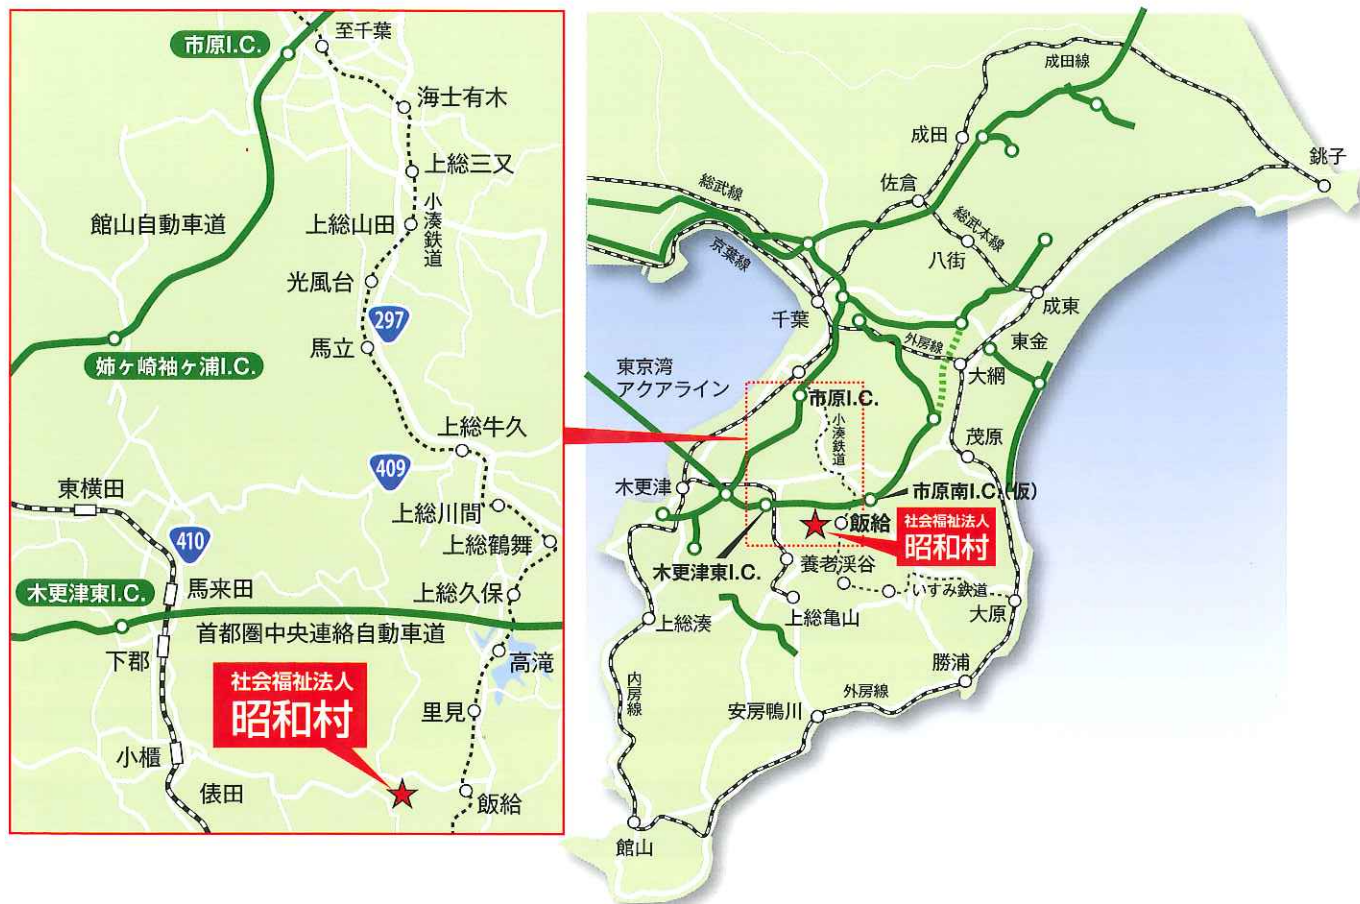 市原I.C.
至千葉
海士有木
上総三又
小湊鉄道
上総山田
館山自動車道
光風台
297
馬立
姉ヶ崎袖ヶ浦I.C.
上総牛久
409
東横田
上総川間
410
上総鶴舞
木更津東I.C.
馬来田
上総久保
首都圏中央連絡自動車道
下郡
高滝
社会福祉法人
昭和村
里見
小櫃
俵田
飯給
成田線
成田
銚子
佐倉
総武線
総武本線
京葉線
八街
成東
千葉
外房線
東金
東京湾
アクアライン
大網
市原I.C.
小湊鉄道
茂原
木更津
市原南I.C.(仮)
飯給
社会福祉法人
昭和村
木更津東I.C.
養老渓谷
いすみ鉄道
大原
上総湊
上総亀山
勝浦
内房線
外房線
安房鴨川
館山